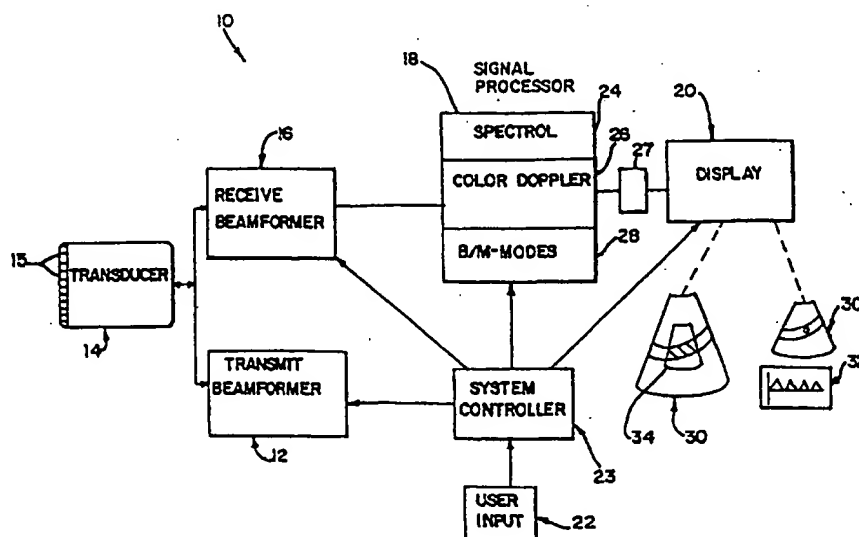 10
18
SIGNAL
PROCESSOR
24
SPECTROL
20
26
16
27
COLOR DOPPLER
DISPLAY
RECEIVE
BEAMFORMER
15
TRANSDUCER
B/M-MODES
28
30
14
TRANSMIT
BEAMFORMER
SYSTEM
CONTROLLER
32
34
30
12
23
USER
INPUT
22